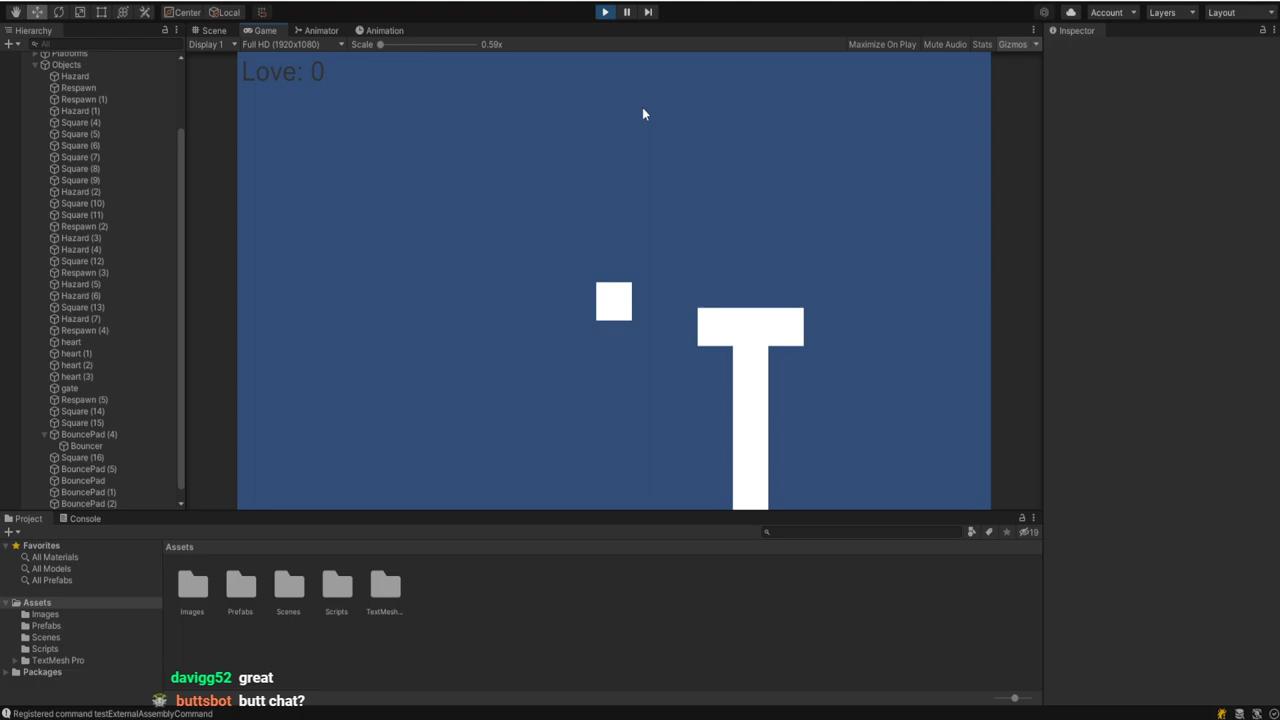 Center Local
Account Layers Layout
Hierarchy Scene Game Animator Animation Inspector
All Display 1 Full HD (1920x1080) Scale 0.59x Maximize On Play Mute Audio Stats Gizmos
Platforms
Objects
Hazard
Respawn
Respawn (1)
Hazard (1)
Square (4)
Square (5)
Square (6)
Square (7)
Square (8)
Square (9)
Hazard (2)
Square (10)
Square (11)
Respawn (2)
Hazard (3)
Hazard (4)
Square (12)
Respawn (3)
Hazard (5)
Hazard (6)
Square (13)
Hazard (7)
Respawn (4)
heart
heart (1)
heart (2)
heart (3)
gate
Respawn (5)
Square (14)
Square (15)
BouncePad (4)
Bouncer
Square (16)
BouncePad (5)
BouncePad
BouncePad (1)
BouncePad (2)
Love: 0
Project Console
19
Favorites
All Materials
All Models
All Prefabs
Assets
Images
Prefabs
Scenes
Scripts
TextMesh Pro
Packages
Assets
Images Prefabs Scenes Scripts TextMesh...
davigg52 great
buttsbot butt chat?
Registered command testExternalAssemblyCommand